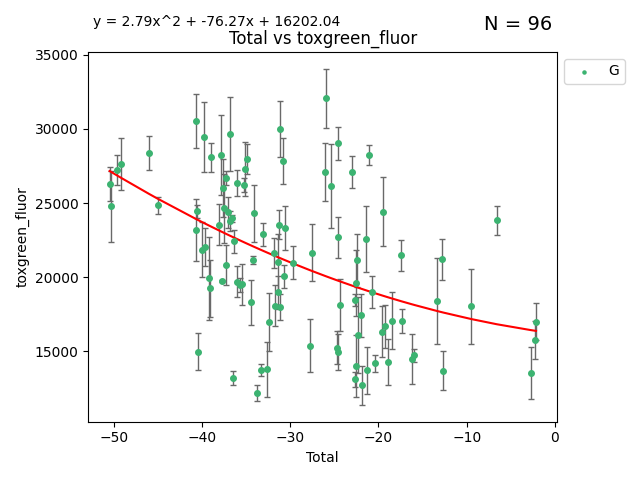 y = 2.79x^2 + -76.27x + 16202.04
N = 96
Total vs toxgreen_fluor
G
toxgreen_fluor
35000
30000
25000
20000
15000
−50 −40 −30 −20 −10 0
Total